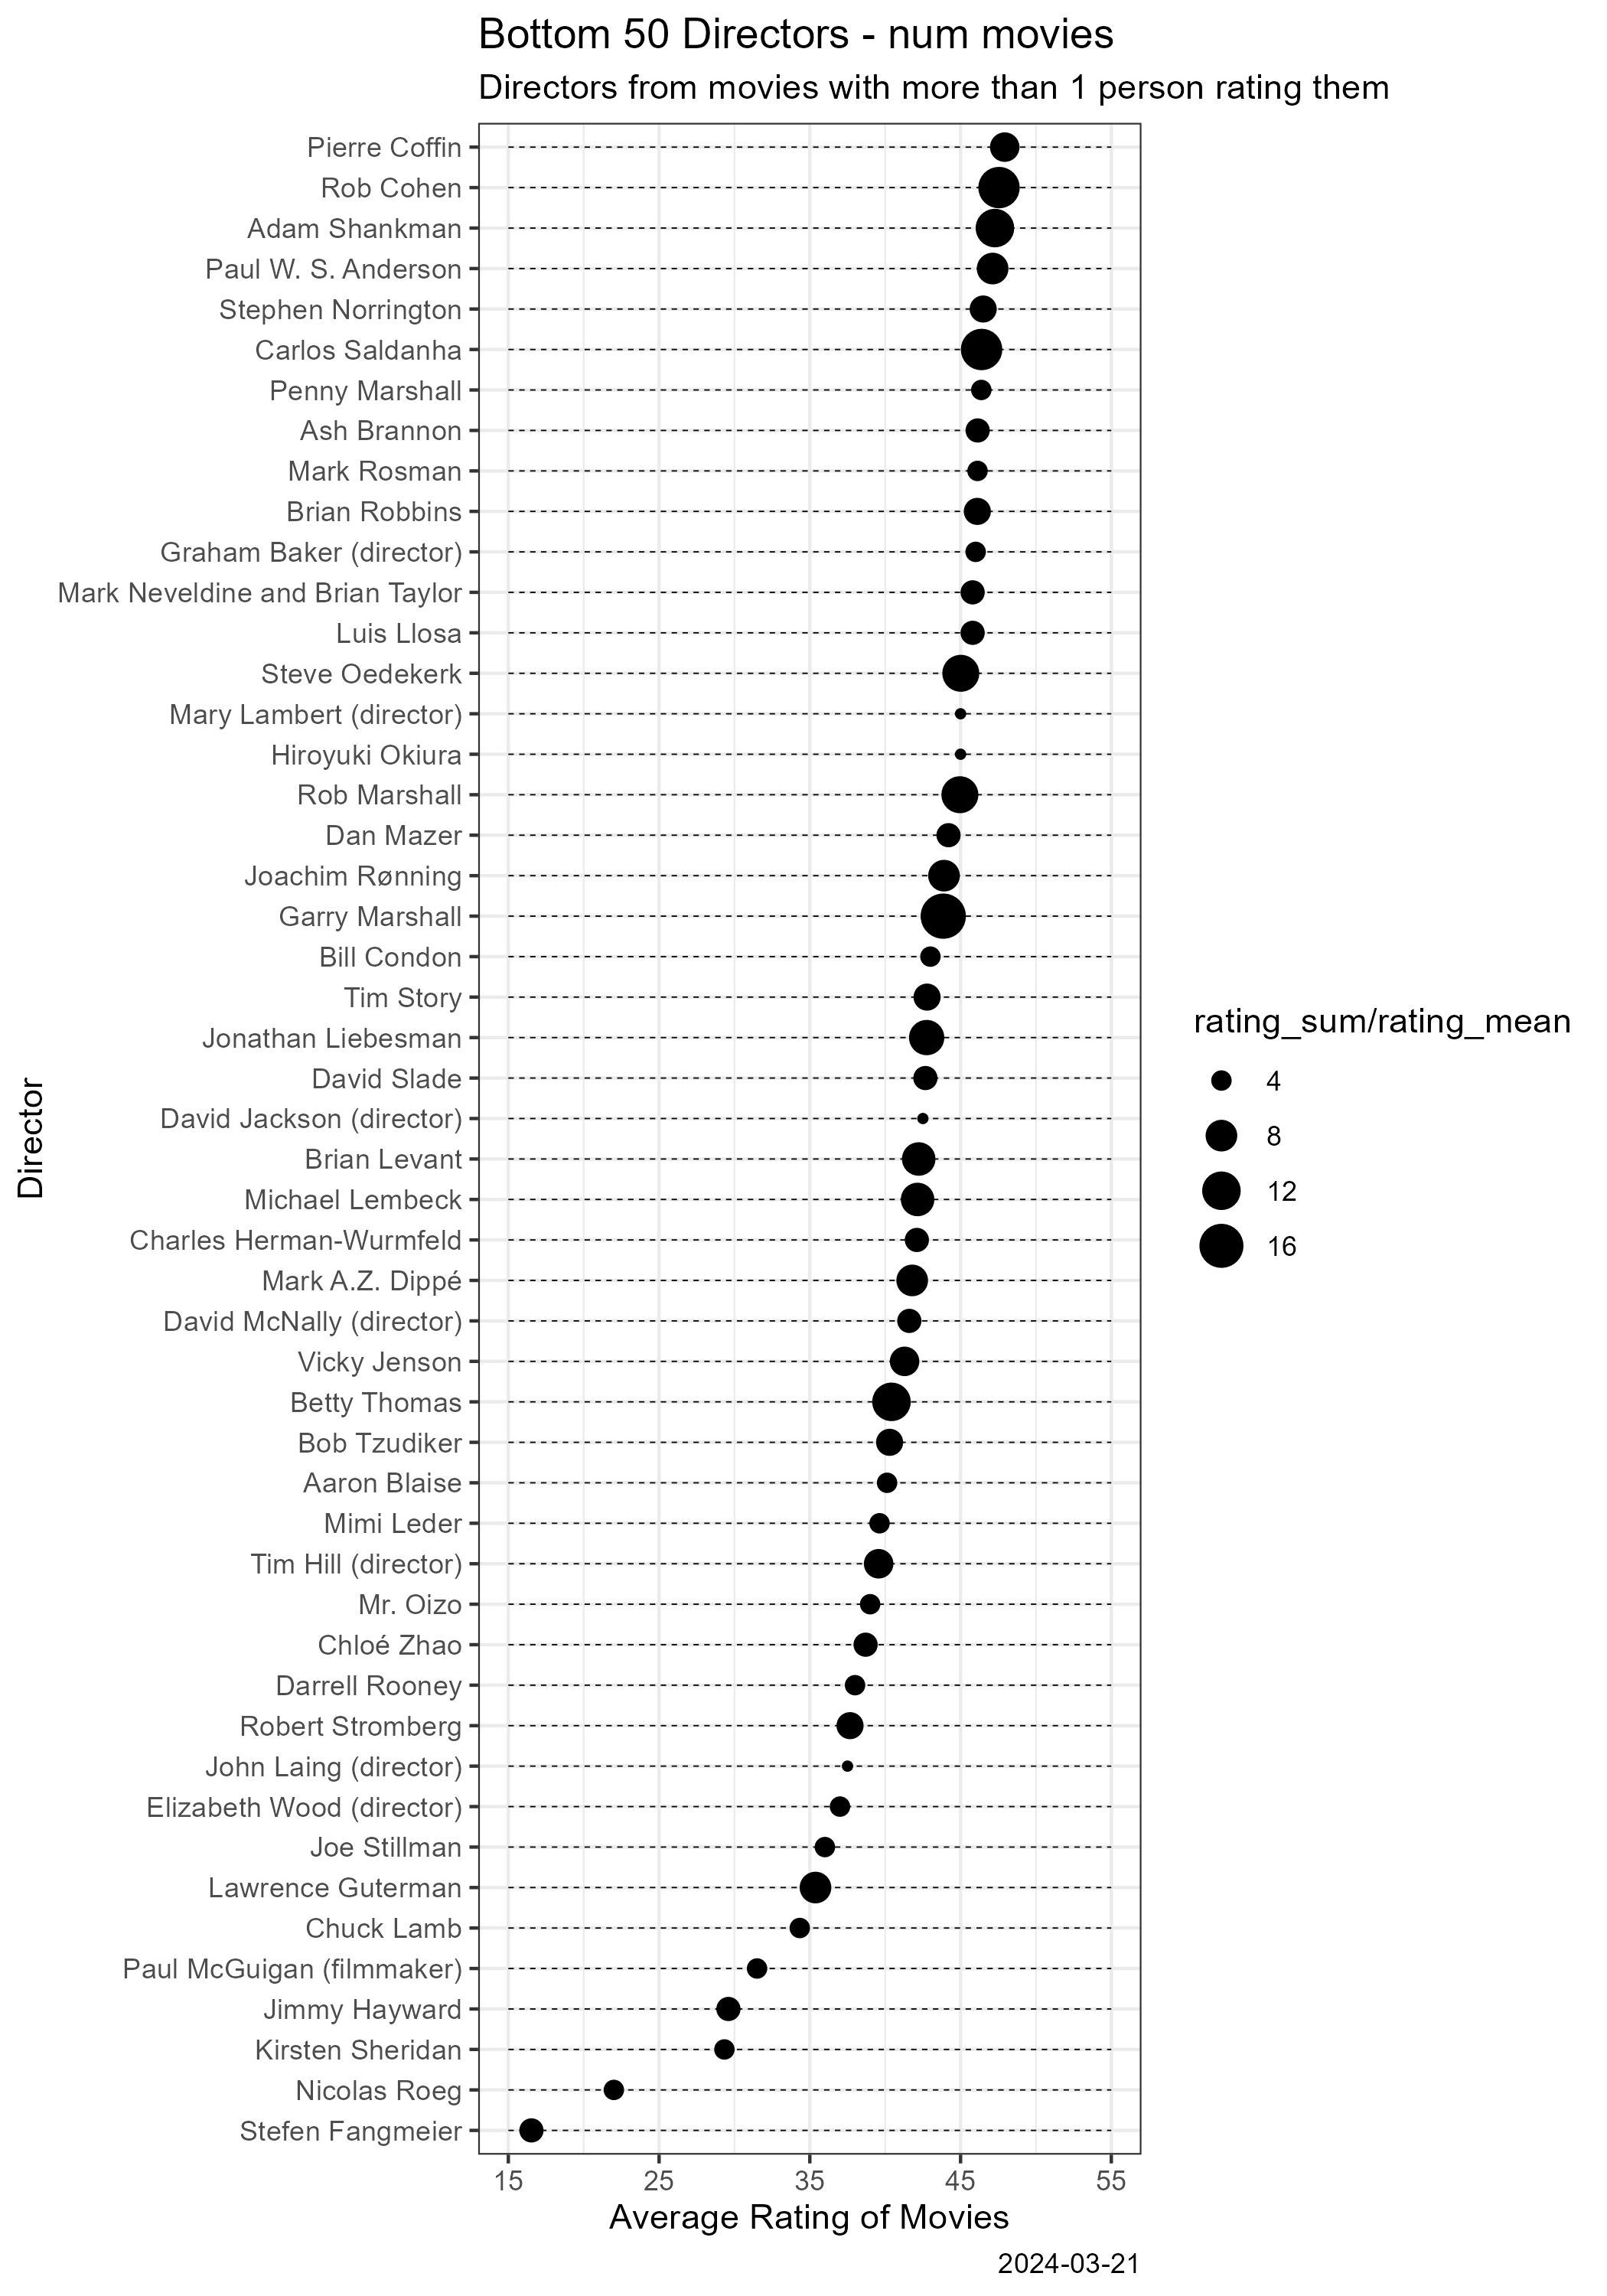 Bottom 50 Directors - num movies
Directors from movies with more than 1 person rating them
Pierre Coffin
Rob Cohen
Adam Shankman
Paul W. S. Anderson
Stephen Norrington
Carlos Saldanha
Penny Marshall
Ash Brannon
Mark Rosman
Brian Robbins
Graham Baker (director)
Mark Neveldine and Brian Taylor
Luis Llosa
Steve Oedekerk
Mary Lambert (director)
Hiroyuki Okiura
Rob Marshall
Dan Mazer
Joachim Rønning
Garry Marshall
Bill Condon
Tim Story
Jonathan Liebesman
David Slade
David Jackson (director)
Brian Levant
Michael Lembeck
Charles Herman-Wurmfeld
Mark A.Z. Dippé
David McNally (director)
Vicky Jenson
Betty Thomas
Bob Tzudiker
Aaron Blaise
Mimi Leder
Tim Hill (director)
Mr. Oizo
Chloé Zhao
Darrell Rooney
Robert Stromberg
John Laing (director)
Elizabeth Wood (director)
Joe Stillman
Lawrence Guterman
Chuck Lamb
Paul McGuigan (filmmaker)
Jimmy Hayward
Kirsten Sheridan
Nicolas Roeg
Stefen Fangmeier
Director
15 25 35 45 55
Average Rating of Movies
rating_sum/rating_mean
4
8
12
16
2024-03-21